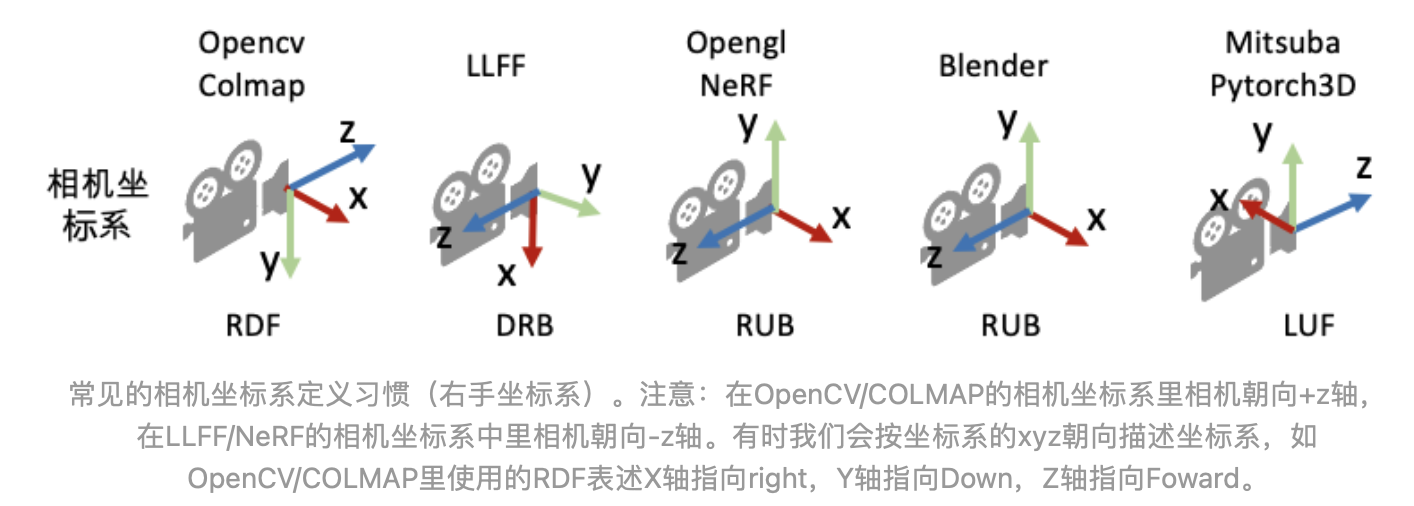 Opencv
Colmap
LLFF
Opengl
NeRF
Blender
Mitsuba
Pytorch3D
相机坐
标系
z
x
y
y
z
x
y
x
z
y
x
z
y
z
x
RDF
DRB
RUB
RUB
LUF
常见的相机坐标系定义习惯（右手坐标系）。注意：在OpenCV/COLMAP的相机坐标系里相机朝向+z轴，
在LLFF/NeRF的相机坐标系中里相机朝向-z轴。有时我们会按坐标系的xyz朝向描述坐标系，如
OpenCV/COLMAP里使用的RDF表述X轴指向right，Y轴指向Down，Z轴指向Foward。